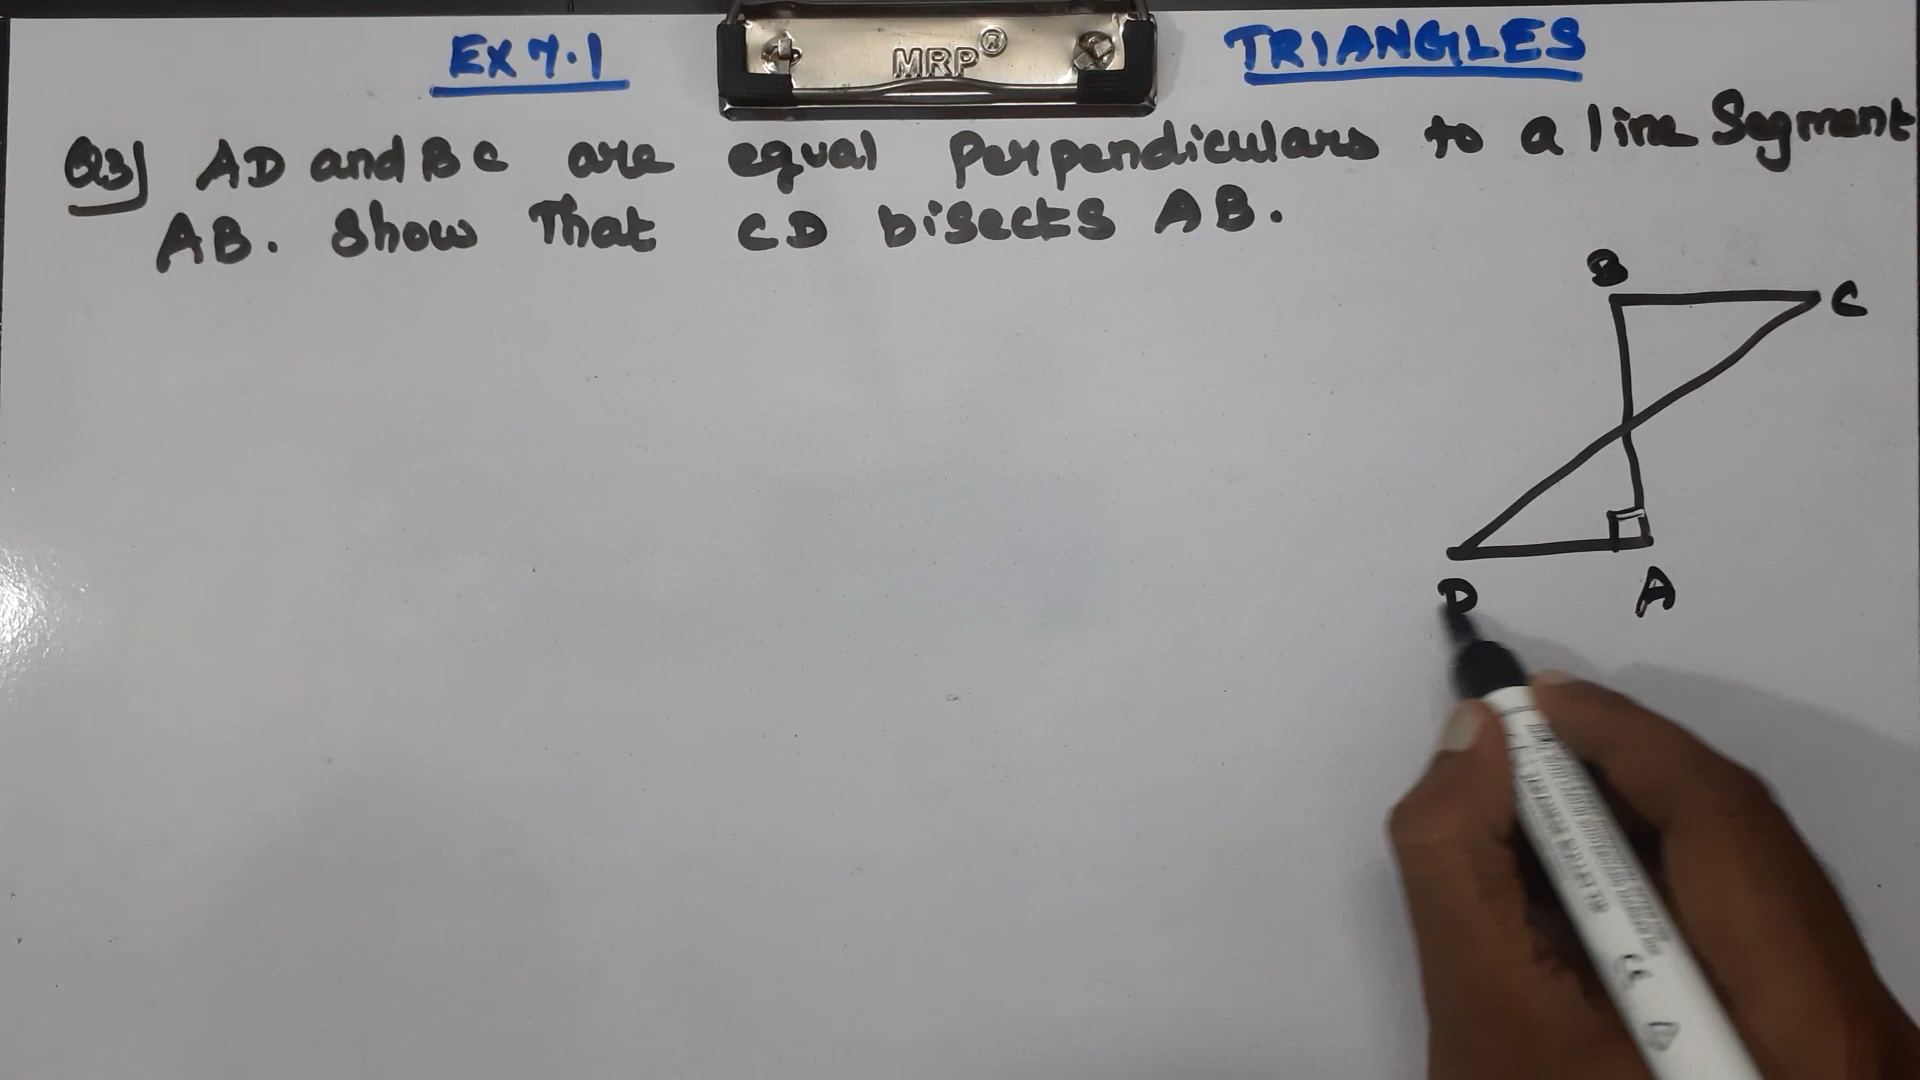 EX 7.1
MRP®
TRIANGLES
Q3) AD and BC are equal perpendiculars to a line Segment
AB. Show That CD bisects AB.
B
C
D
A
CE